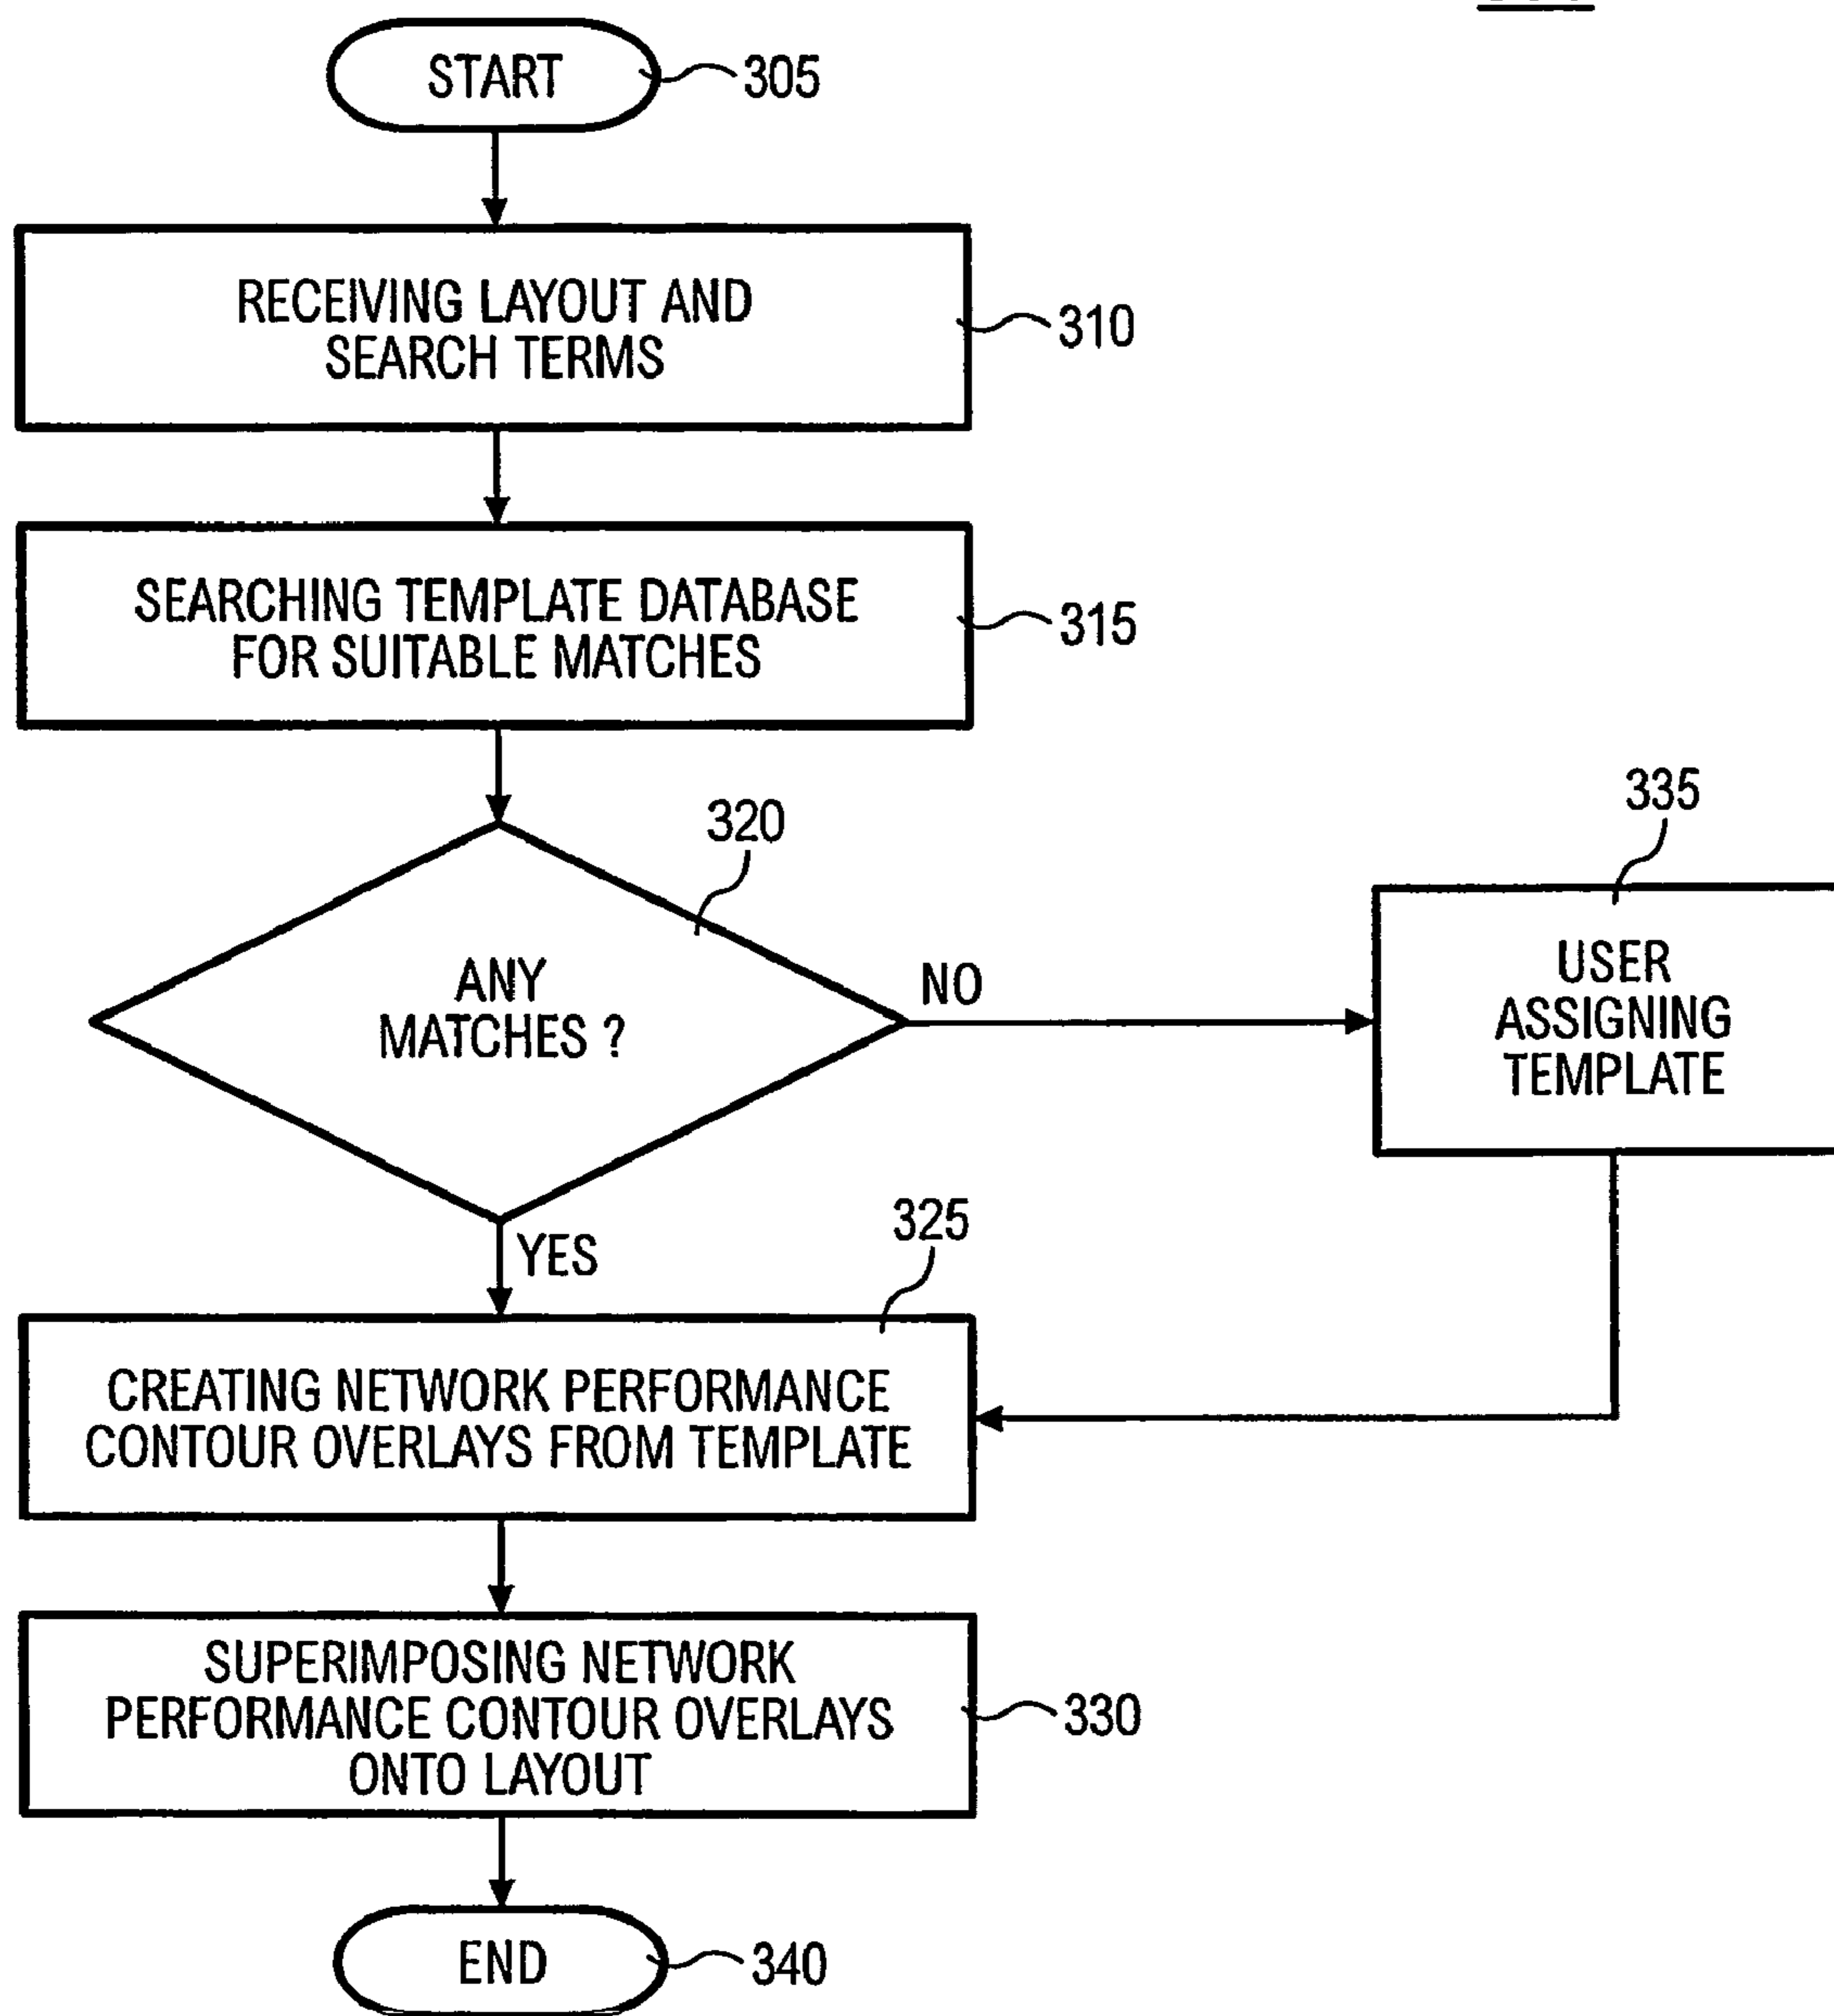 START
305
RECEIVING LAYOUT AND
SEARCH TERMS
310
SEARCHING TEMPLATE DATABASE
FOR SUITABLE MATCHES
315
320
ANY
MATCHES ?
NO
335
USER
ASSIGNING
TEMPLATE
YES
325
CREATING NETWORK PERFORMANCE
CONTOUR OVERLAYS FROM TEMPLATE
SUPERIMPOSING NETWORK
PERFORMANCE CONTOUR OVERLAYS
ONTO LAYOUT
330
END
340